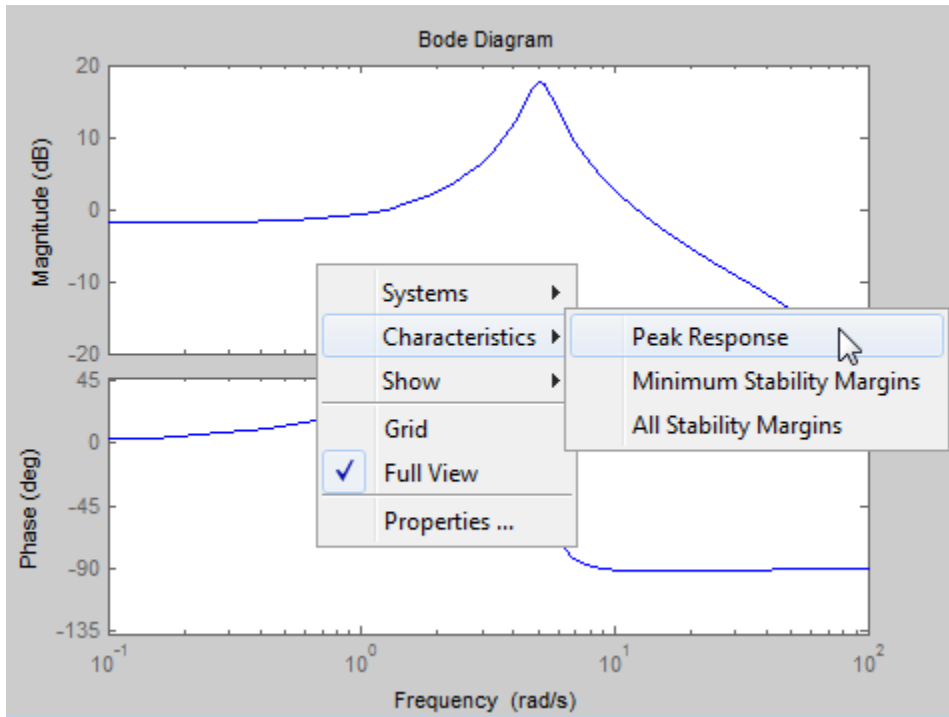 Bode Diagram
Magnitude (dB)
20
10
0
-10
-20
Systems
Characteristics
Show
Grid
Full View
Properties ...
Peak Response
Minimum Stability Margins
All Stability Margins
Phase (deg)
45
0
-45
-90
-135
10^-1
10^0
10^1
10^2
Frequency (rad/s)